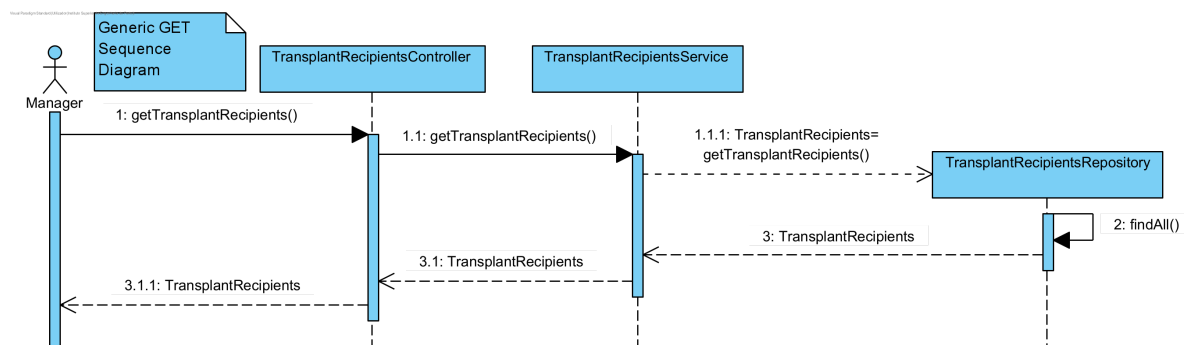 Generic GET
Sequence
Diagram
Manager
TransplantRecipientsController
TransplantRecipientsService
1: getTransplantRecipients()
1.1: getTransplantRecipients()
1.1.1: TransplantRecipients=
getTransplantRecipients()
TransplantRecipientsRepository
2: findAll()
3: TransplantRecipients
3.1: TransplantRecipients
3.1.1: TransplantRecipients